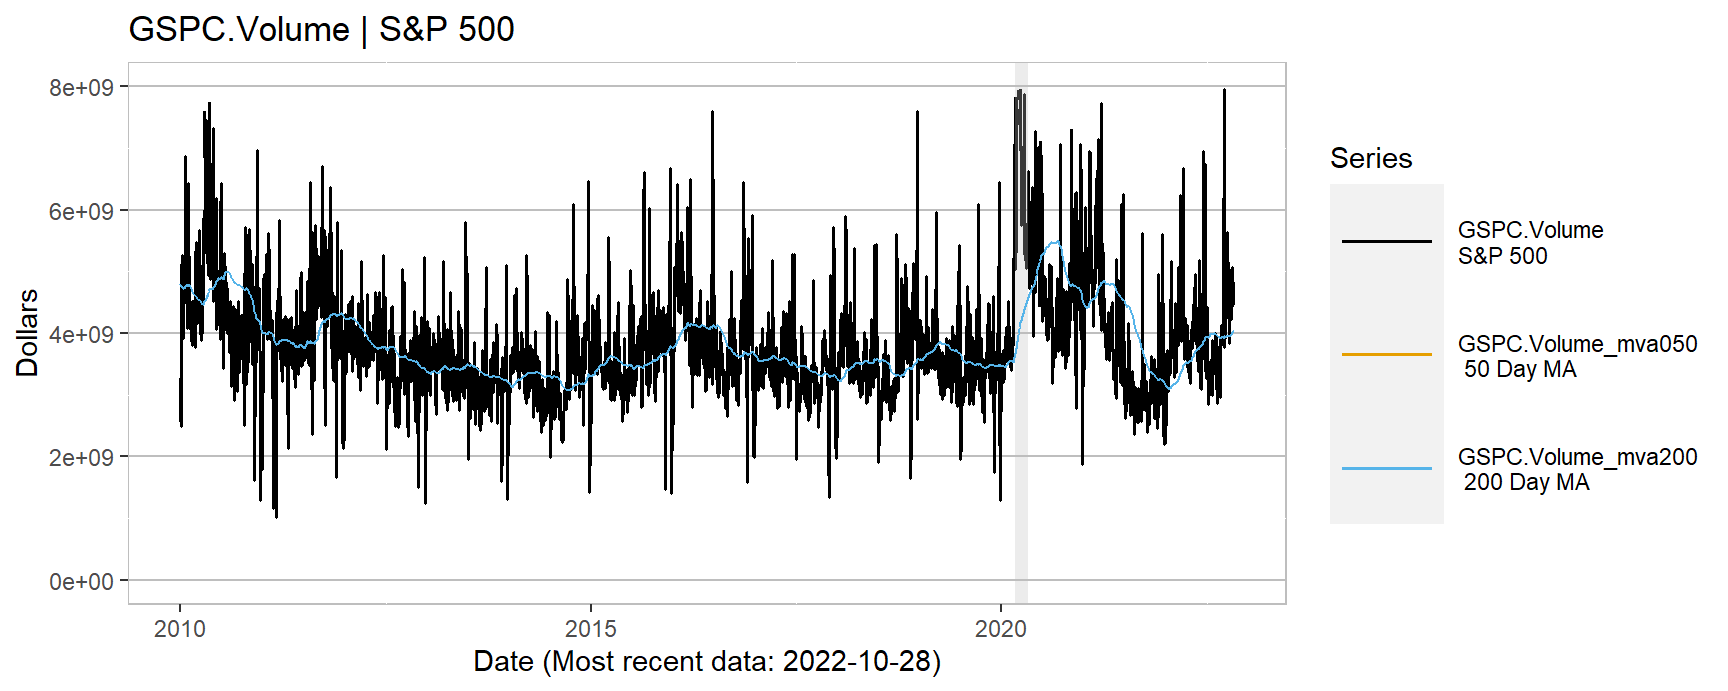 GSPC.Volume | S&P 500
8e+09
6e+09
4e+09
2e+09
0e+00
Dollars
2010
2015
2020
Date (Most recent data: 2022-10-28)
Series
GSPC.Volume
S&P 500
GSPC.Volume_mva050
50 Day MA
GSPC.Volume_mva200
200 Day MA